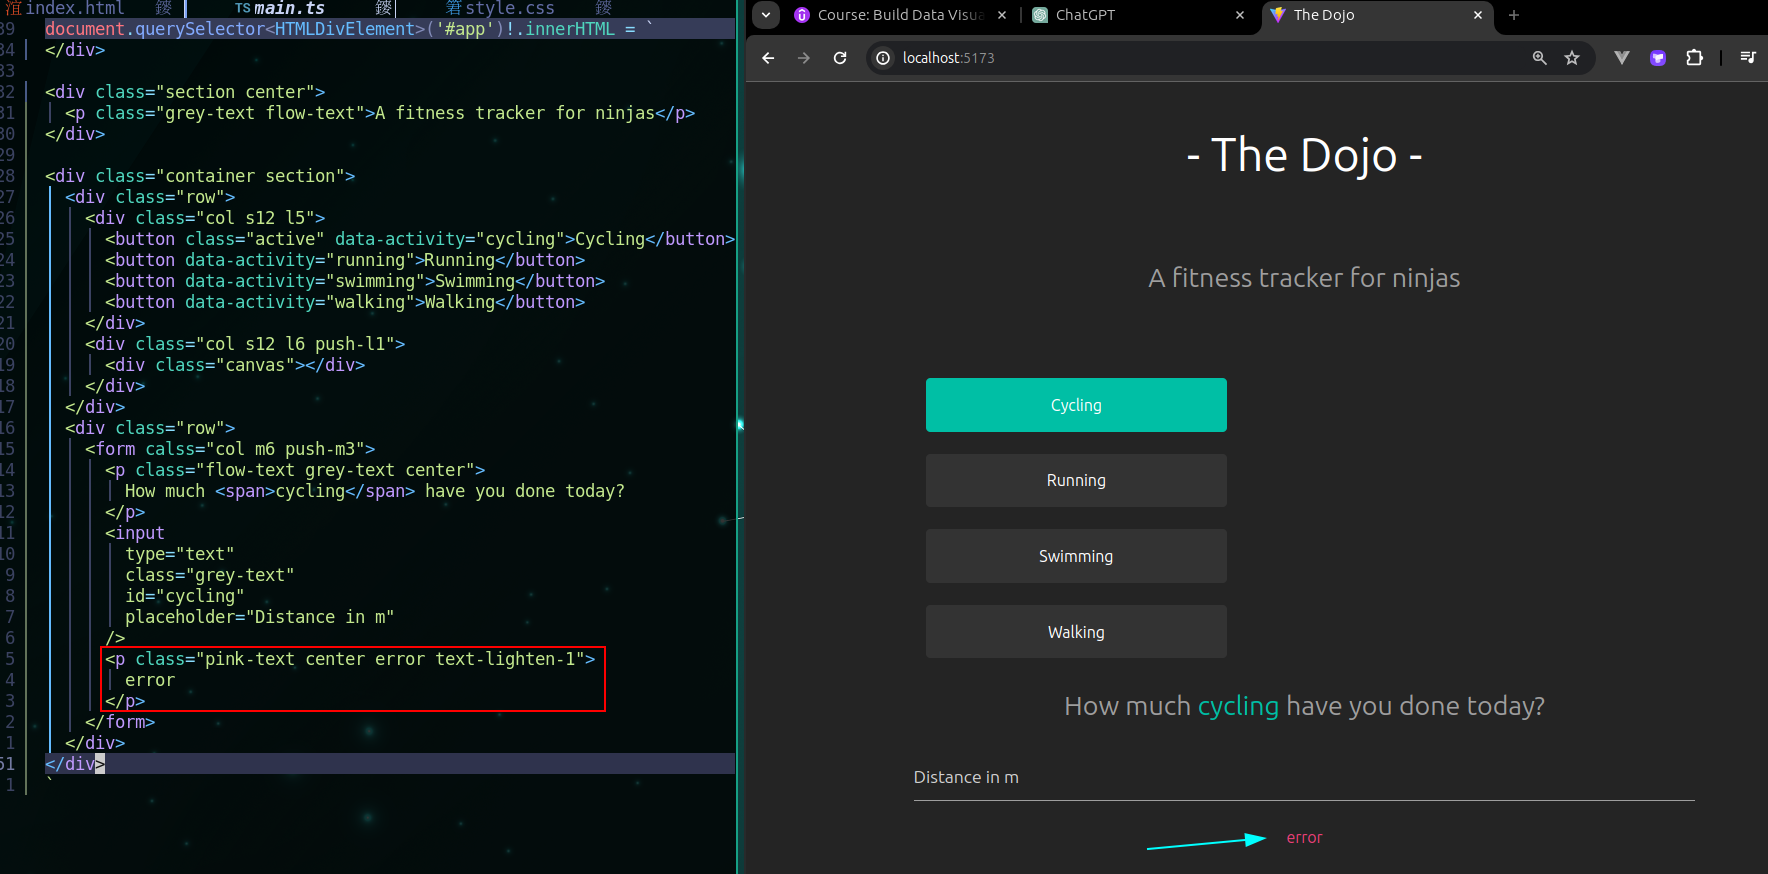 index.html
TS main.ts
style.css
39 document.querySelector<HTMLDivElement>('#app')!.innerHTML = `
34 </div>
33
32 <div class="section center">
31 <p class="grey-text flow-text">A fitness tracker for ninjas</p>
30 </div>
29
28 <div class="container section">
27 <div class="row">
26 <div class="col s12 l5">
25 <button class="active" data-activity="cycling">Cycling</button>
24 <button data-activity="running">Running</button>
23 <button data-activity="swimming">Swimming</button>
22 <button data-activity="walking">Walking</button>
21 </div>
20 <div class="col s12 l6 push-l1">
19 <div class="canvas"></div>
18 </div>
17 </div>
16 <div class="row">
15 <form calss="col m6 push-m3">
14 <p class="flow-text grey-text center">
13 How much <span>cycling</span> have you done today?
12 </p>
11 <input
10 type="text"
9 class="grey-text"
8 id="cycling"
7 placeholder="Distance in m"
6 />
5 <p class="pink-text center error text-lighten-1">
4 error
3 </p>
2 </form>
1 </div>
51 </div>
1 `
Course: Build Data Visua
ChatGPT
The Dojo
localhost:5173
- The Dojo -
A fitness tracker for ninjas
Cycling
Running
Swimming
Walking
How much cycling have you done today?
Distance in m
error